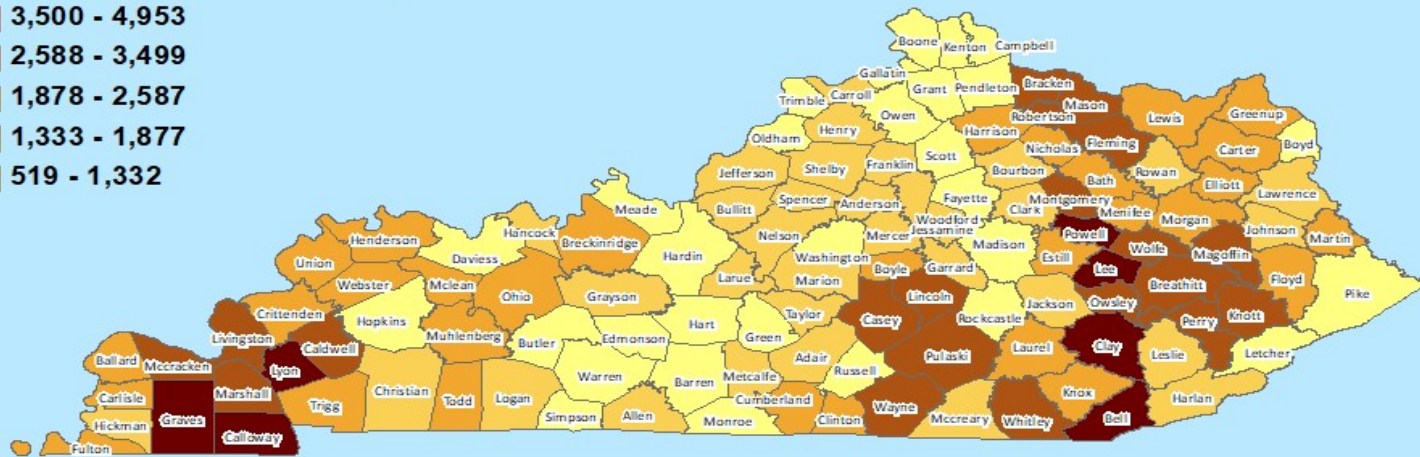 3,500 - 4,953
2,588 - 3,499
1,878 - 2,587
1,333 - 1,877
519 - 1,332
Boone
Kenton
Campbell
Gallatin
Grant
Pendleton
Bracken
Trimble
Carroll
Mason
Owen
Robertson
Lewis
Greenup
Oldham
Henry
Harrison
Nicholas
Fleming
Boyd
Carter
Jefferson
Shelby
Franklin
Scott
Bourbon
Rowan
Bath
Elliott
Lawrence
Meade
Bullitt
Spencer
Anderson
Fayette
Woodford
Clark
Montgomery
Menifee
Morgan
Hancock
Jessamine
Henderson
Breckinridge
Nelson
Mercer
Powell
Johnson
Martin
Daviess
Washington
Madison
Wolfe
Magoffin
Union
Hardin
Estill
Lee
Webster
Mclean
Ohio
Larue
Marion
Boyle
Garrard
Floyd
Grayson
Lincoln
Breathitt
Pike
Crittenden
Jackson
Owsley
Hopkins
Hart
Taylor
Casey
Rockcastle
Perry
Knott
Livingston
Muhlenberg
Edmonson
Green
Caldwell
Butler
Laurel
Clay
Leslie
Letcher
Ballard
Mccracken
Lyon
Adair
Pulaski
Russell
Warren
Barren
Metcalfe
Carlisle
Marshall
Trigg
Christian
Todd
Logan
Cumberland
Knox
Harlan
Hickman
Graves
Simpson
Allen
Monroe
Clinton
Wayne
Mccreary
Whitley
Bell
Calloway
Fulton